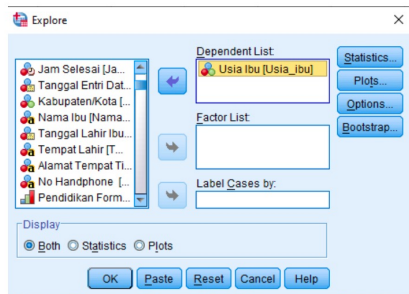 Explore
Jam Selesai [Ja...
Tanggal Entri Dat...
Kabupaten/Kota [...
Nama Ibu [Nama...
Tanggal Lahir Ibu...
Tempat Lahir [T...
Alamat Tempat Ti...
No Handphone [...
Pendidikan Form...
Dependent List:
Usia Ibu [Usia_ibu]
Factor List:
Label Cases by:
Statistics...
Plots...
Options...
Bootstrap...
Display
Both Statistics Plots
OK Paste Reset Cancel Help